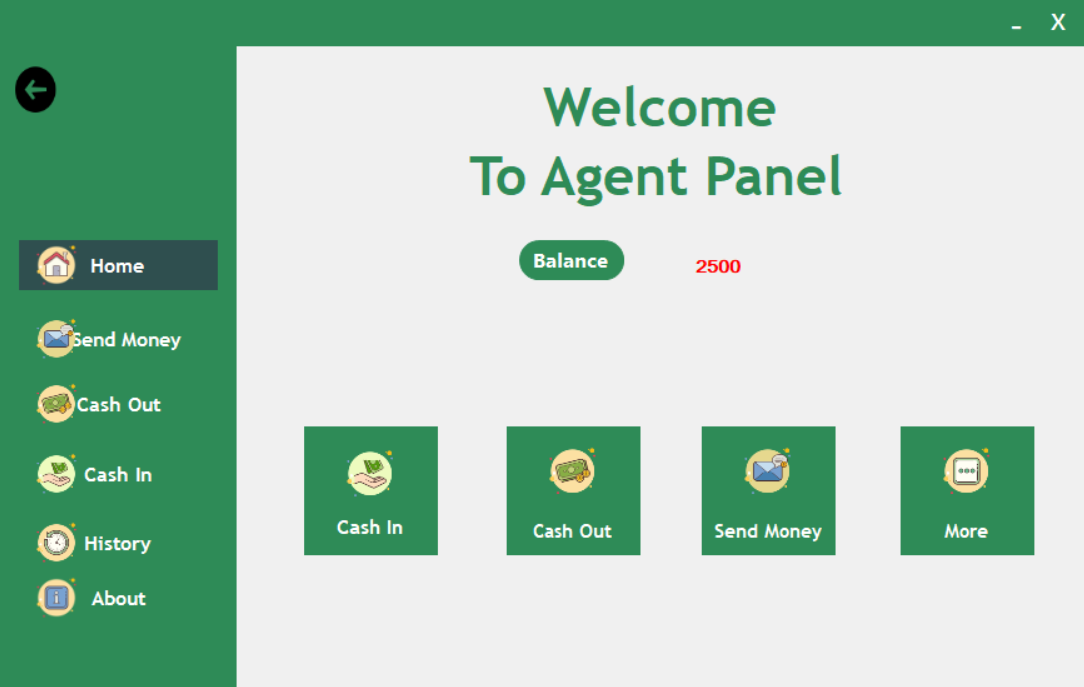 _ X
Welcome
To Agent Panel
Balance 2500
Home
Send Money
Cash Out
Cash In
History
About
Cash In
Cash Out
Send Money
More